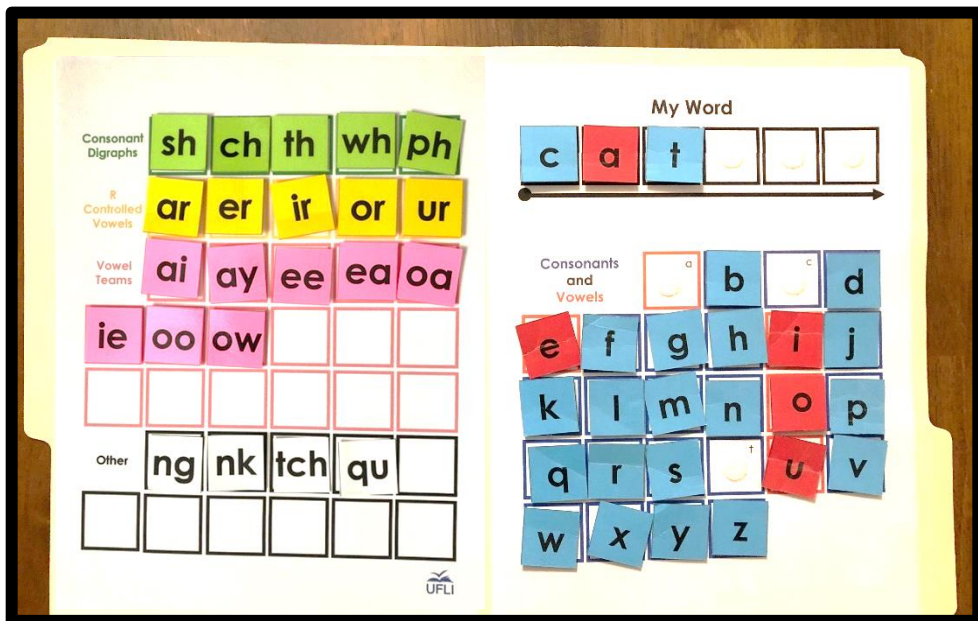 Consonant
Digraphs
sh ch th wh ph
R
Controlled
Vowels
ar er ir or ur
Vowel
Teams
ai ay ee ea oa
ie oo ow
Other
ng nk tch qu
UFLI
My Word
c a t
Consonants
and
Vowels
a b c d
e f g h i j
k l m n o p
q r s t u v
w x y z